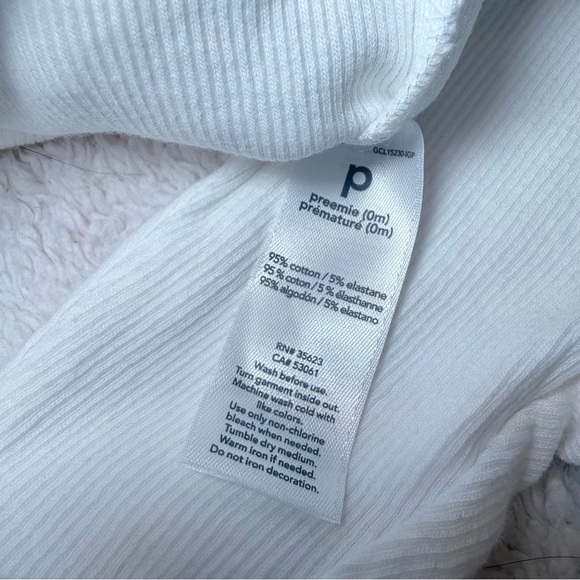 GCL15230-IGP
p
preemie (0m)
prématuré (0m)
95% cotton / 5% elastane
95 % coton / 5 % élasthanne
95% algodón / 5% elastano
RN# 35623
CA# 53061
Wash before use.
Turn garment inside out.
Machine wash cold with
like colors.
Use only non-chlorine
bleach when needed.
Tumble dry medium.
Warm iron if needed.
Do not iron decoration.